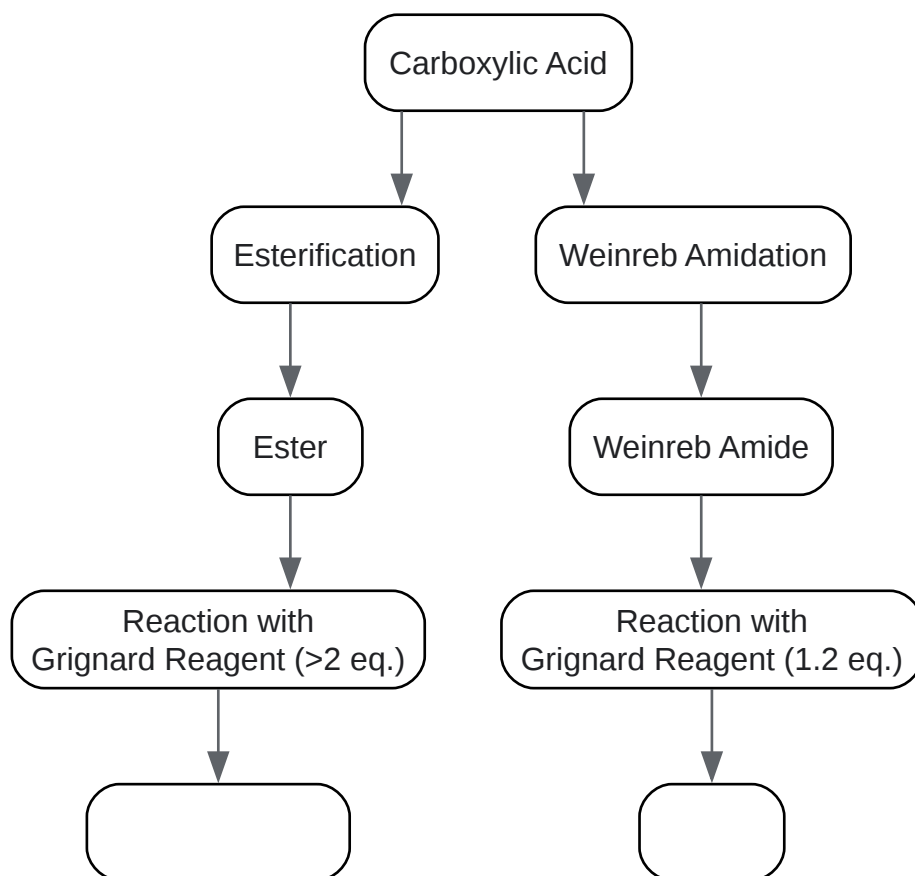 Carboxylic Acid
Esterification
Weinreb Amidation
Ester
Weinreb Amide
Reaction with
Grignard Reagent (>2 eq.)
Reaction with
Grignard Reagent (1.2 eq.)